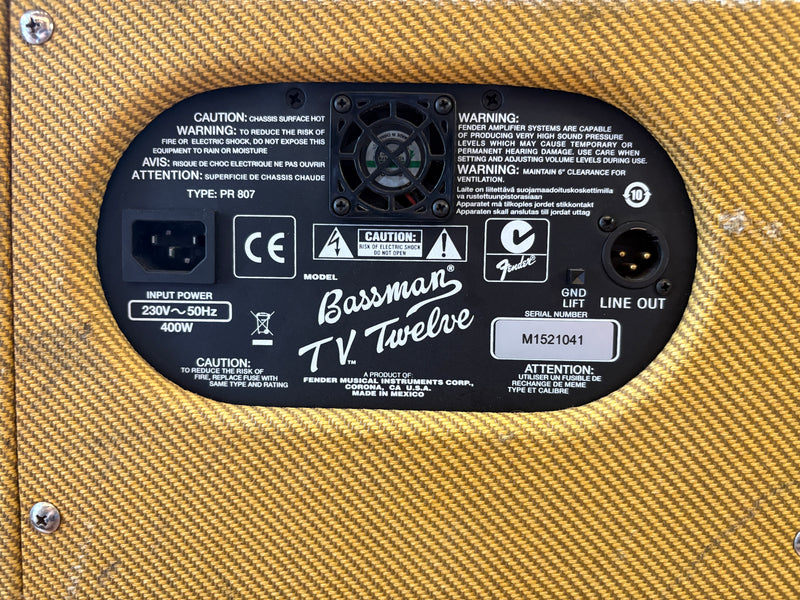 CAUTION: CHASSIS SURFACE HOT
WARNING: TO REDUCE THE RISK OF
FIRE OR ELECTRIC SHOCK, DO NOT EXPOSE THIS
EQUIPMENT TO RAIN OR MOISTURE
AVIS: RISQUE DE CHOC ELECTRIQUE NE PAS OUVRIR
ATTENTION: SUPERFICIE DE CHASSIS CHAUDE
TYPE: PR 807
WARNING:
FENDER AMPLIFIER SYSTEMS ARE CAPABLE
OF PRODUCING VERY HIGH SOUND PRESSURE
LEVELS WHICH MAY CAUSE TEMPORARY OR
PERMANENT HEARING DAMAGE. USE CARE WHEN
SETTING AND ADJUSTING VOLUME LEVELS DURING USE.
WARNING: MAINTAIN 6" CLEARANCE FOR
VENTILATION.
Laite on liitettävä suojamaadoituskoskettimilla
va rustettuunpistorasiaan
Apparatet må tilkoples jordet stikkontakt
Apparaten skall anslutas till jordat uttag
10
CE
CAUTION:
RISK OF ELECTRIC SHOCK
DO NOT OPEN
Fender
INPUT POWER
230V～50Hz
400W
MODEL
Bassman®
TV Twelve
™
GND
LIFT
LINE OUT
SERIAL NUMBER
M1521041
CAUTION:
TO REDUCE THE RISK OF
FIRE, REPLACE FUSE WITH
SAME TYPE AND RATING
A PRODUCT OF:
FENDER MUSICAL INSTRUMENTS CORP.,
CORONA, CA U.S.A.
MADE IN MEXICO
ATTENTION:
UTILISER UN FUSIBLE DE
RECHANGE DE MEME
TYPE ET CALIBRE